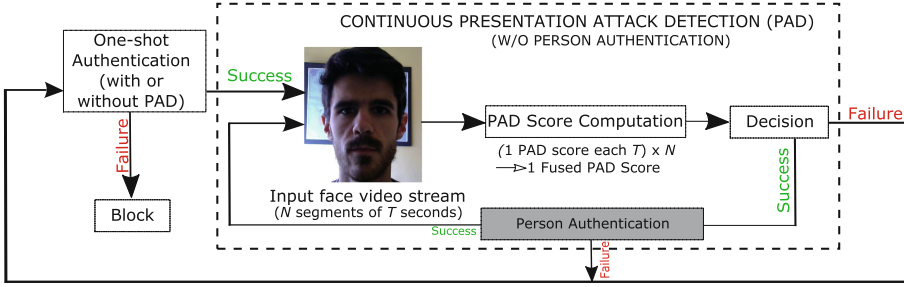 CONTINUOUS PRESENTATION ATTACK DETECTION (PAD)
(W/O PERSON AUTHENTICATION)
One-shot
Authentication
(with or
without PAD)
Success
Failure
Block
Input face video stream
(N segments of T seconds)
PAD Score Computation
(1 PAD score each T) x N
1 Fused PAD Score
Decision
Failure
Success
Person Authentication
Success
Failure